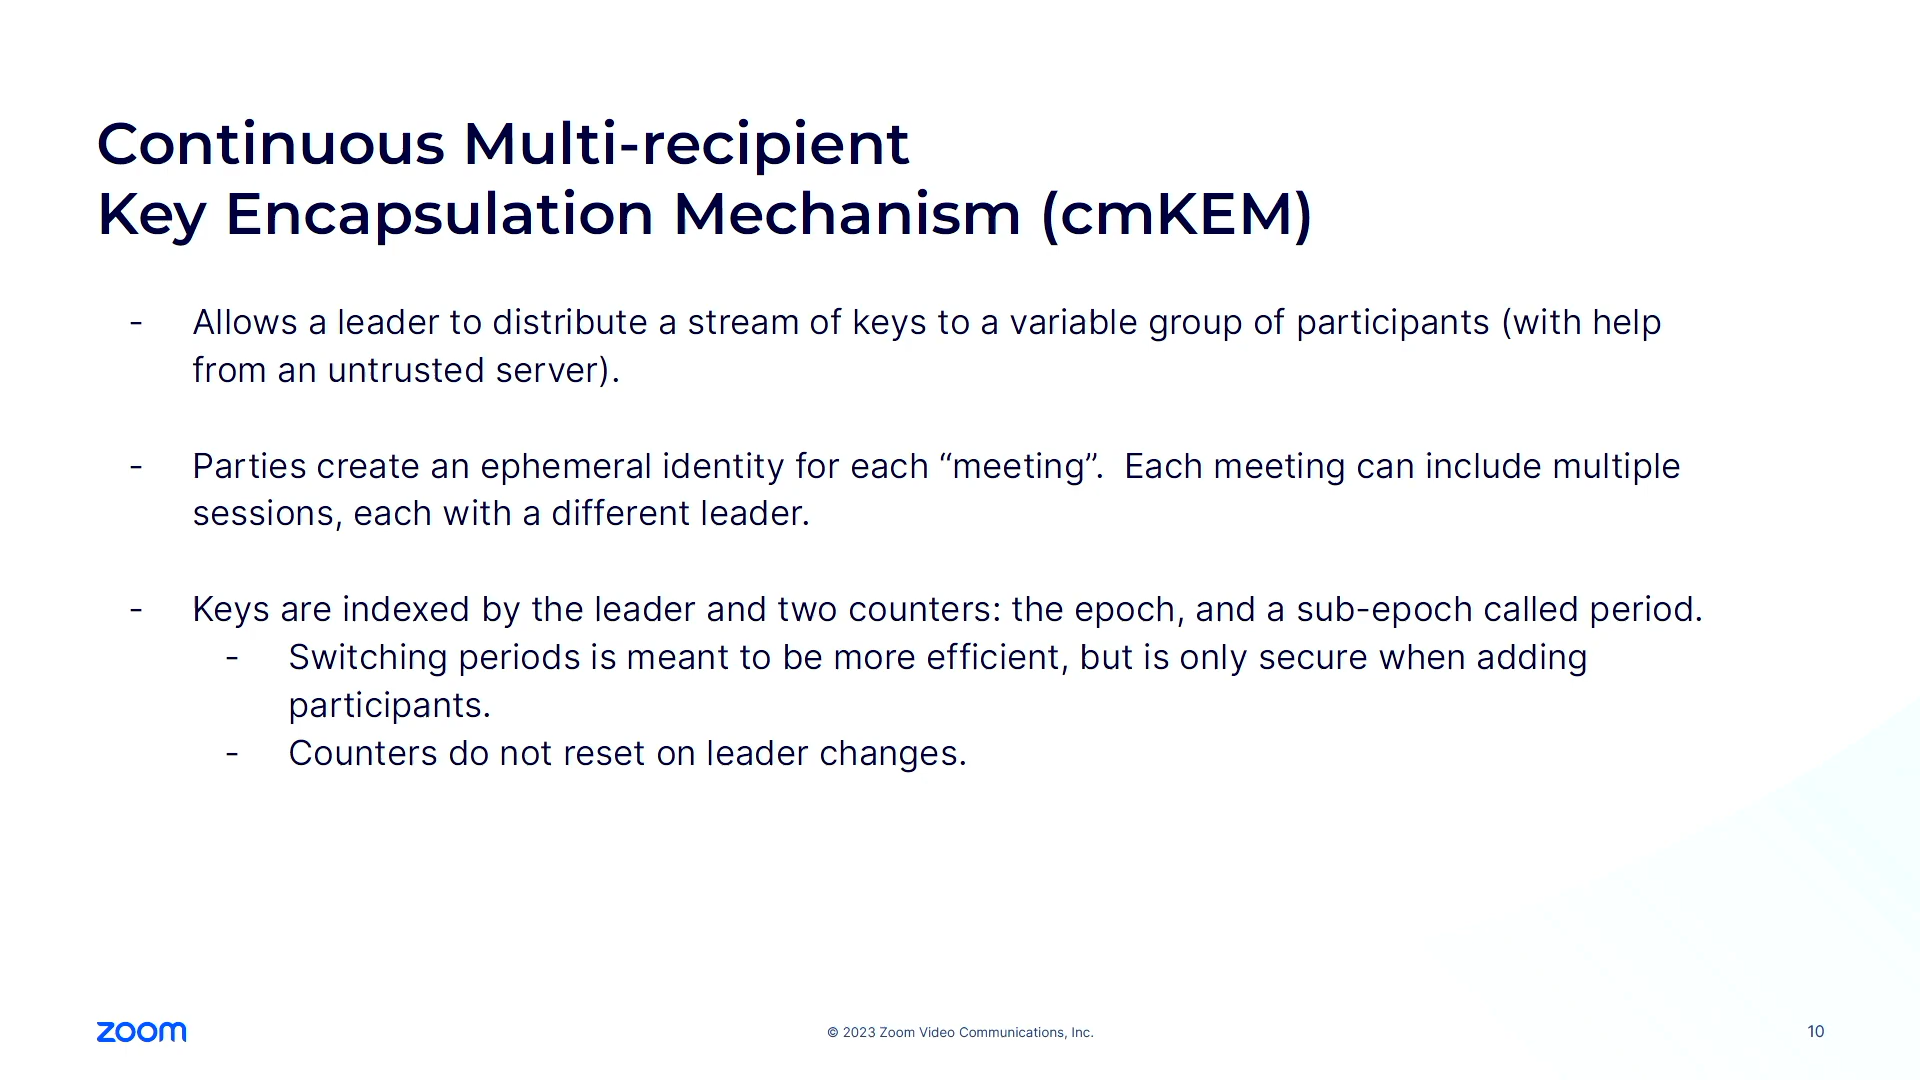 Continuous Multi-recipient
Key Encapsulation Mechanism (cmKEM)
- Allows a leader to distribute a stream of keys to a variable group of participants (with help
from an untrusted server).
- Parties create an ephemeral identity for each “meeting”.  Each meeting can include multiple
sessions, each with a different leader.
- Keys are indexed by the leader and two counters: the epoch, and a sub-epoch called period.
- Switching periods is meant to be more efficient, but is only secure when adding
participants.
- Counters do not reset on leader changes.
zoom
© 2023 Zoom Video Communications, Inc.
10